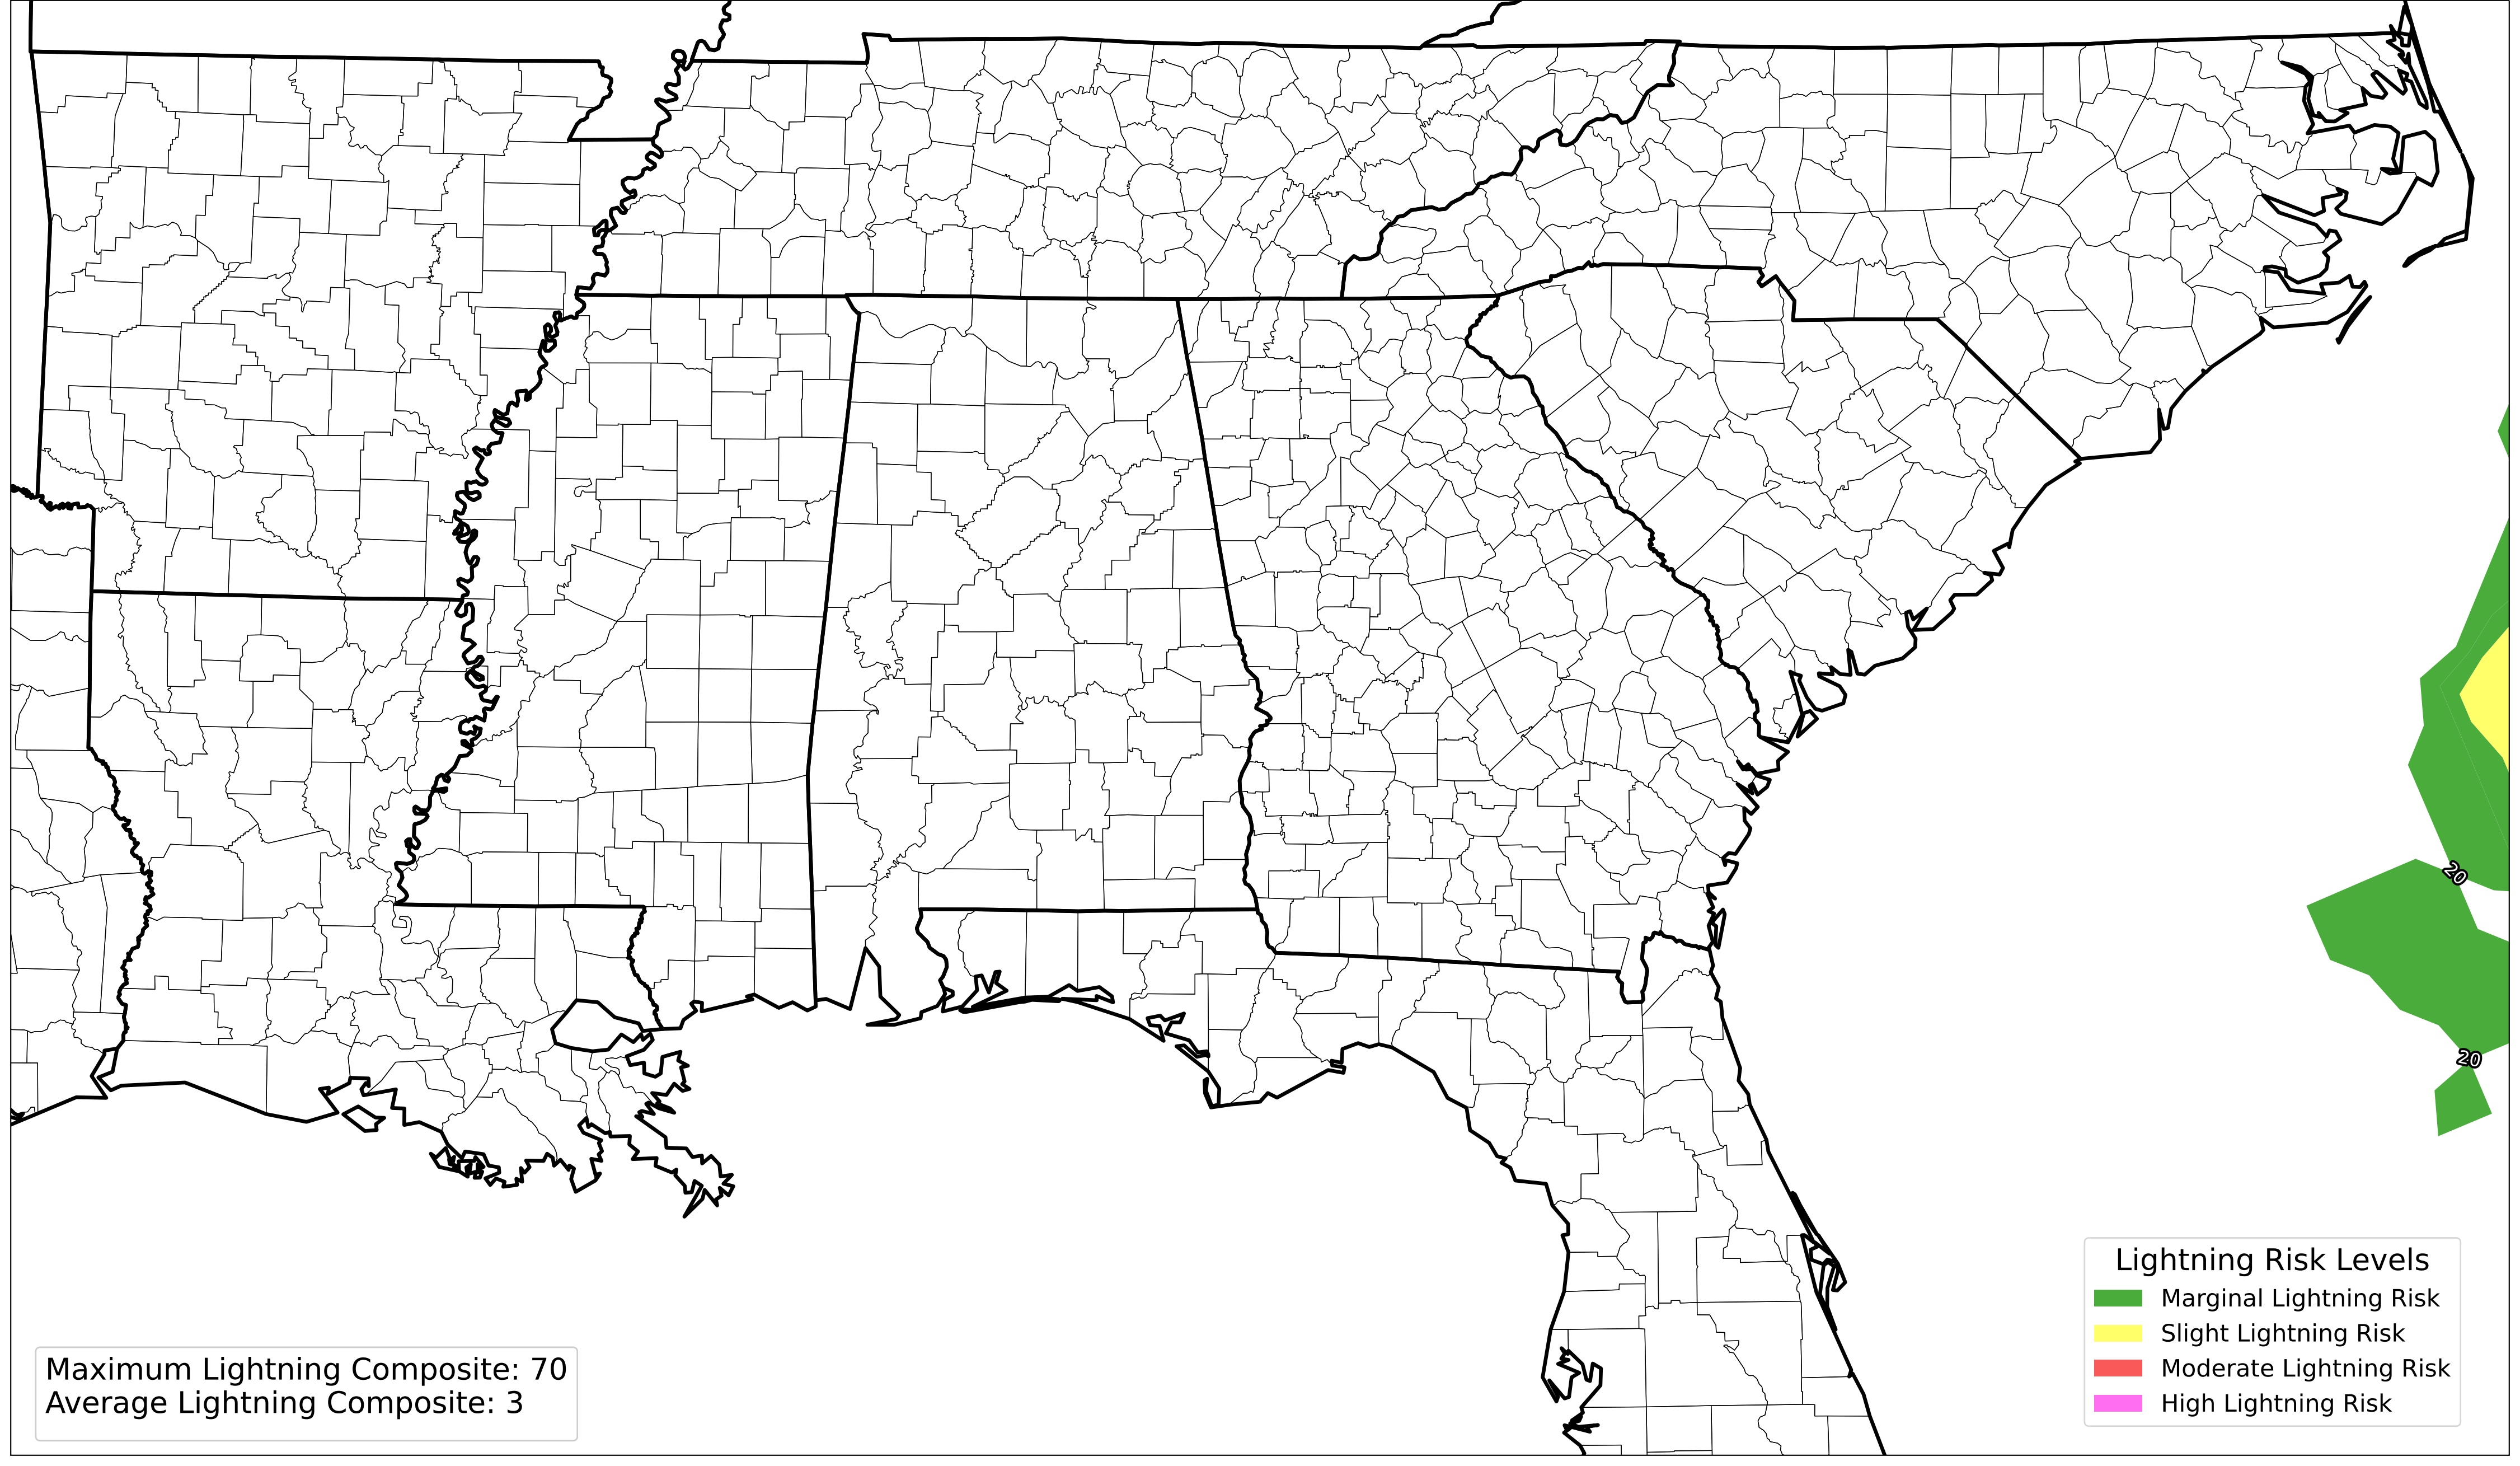 20
20
Lightning Risk Levels
Marginal Lightning Risk
Slight Lightning Risk
Moderate Lightning Risk
High Lightning Risk
Maximum Lightning Composite: 70
Average Lightning Composite: 3